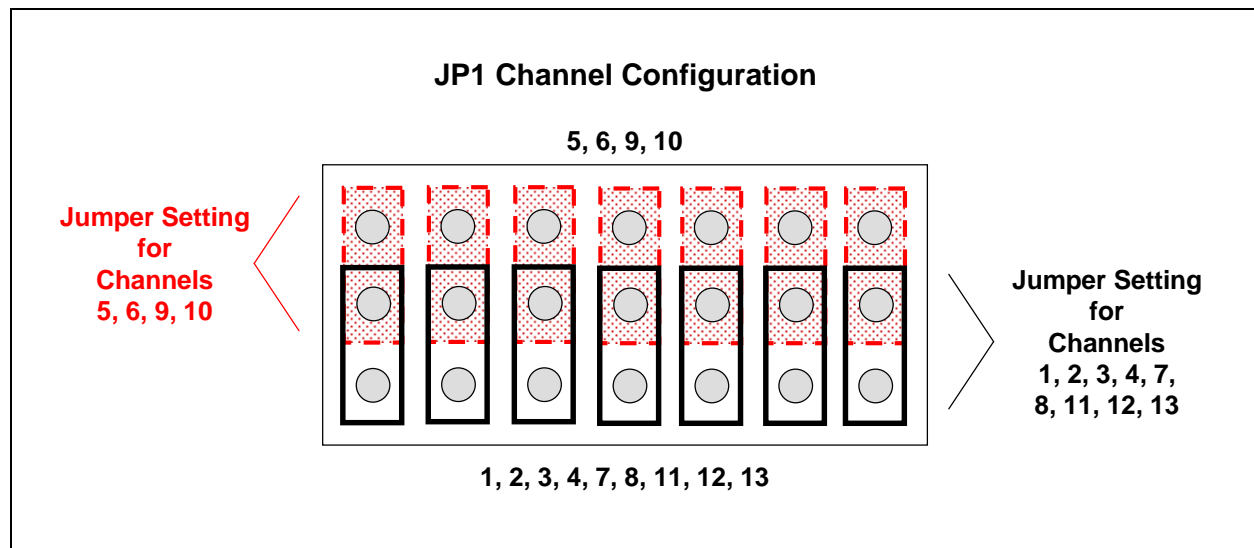 JP1 Channel Configuration
5, 6, 9, 10
Jumper Setting
for
Channels
5, 6, 9, 10
Jumper Setting
for
Channels
1, 2, 3, 4, 7,
8, 11, 12, 13
1, 2, 3, 4, 7, 8, 11, 12, 13